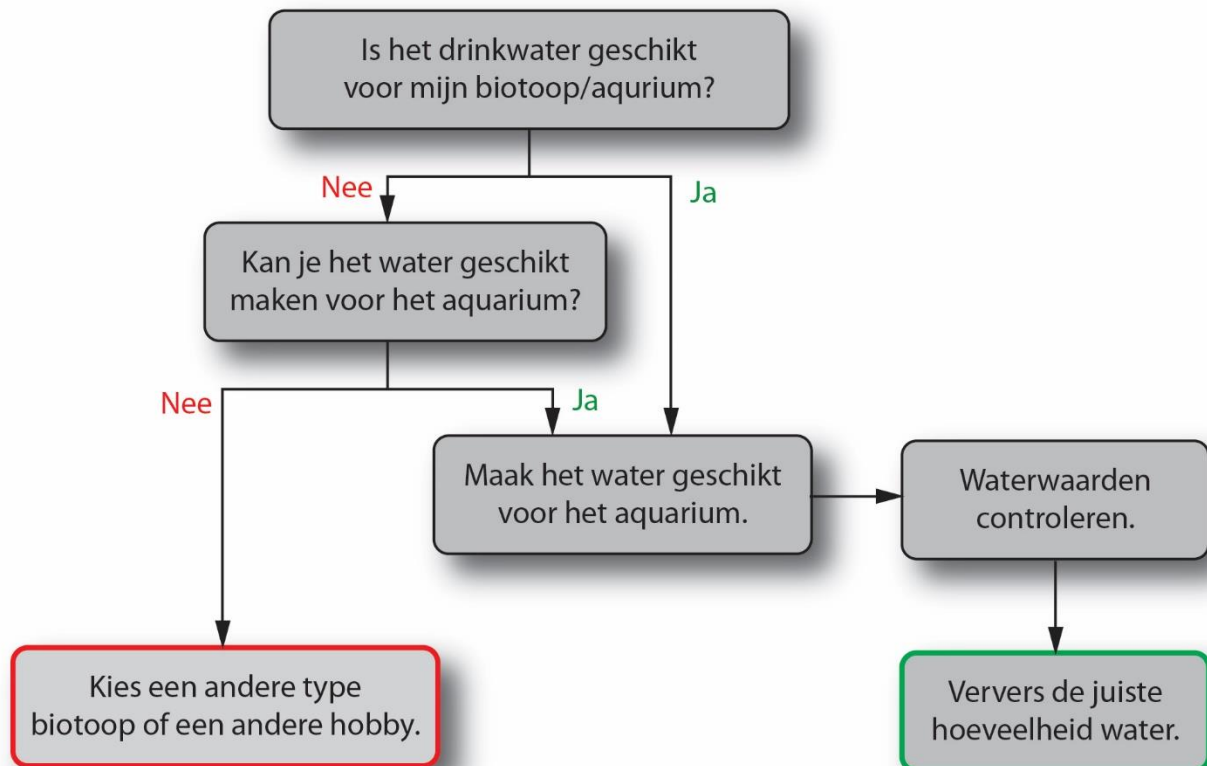 Is het drinkwater geschikt
voor mijn biotoop/aqurium?
Nee
Ja
Kan je het water geschikt
maken voor het aquarium?
Nee
Ja
Maak het water geschikt
voor het aquarium.
Waterwaarden
controleren.
Kies een andere type
biotoop of een andere hobby.
Ververs de juiste
hoeveelheid water.